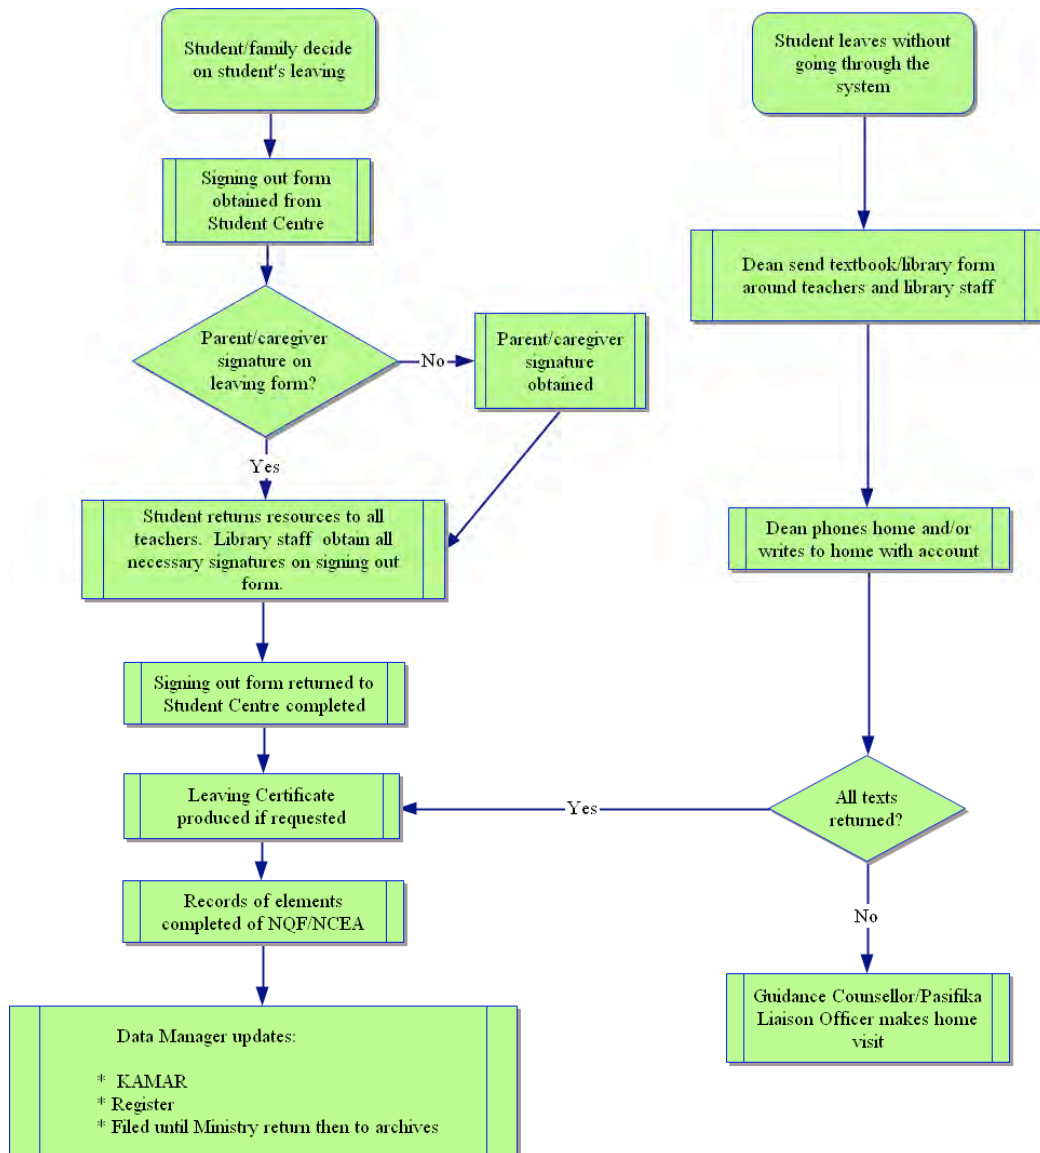 Student/family decide
on student's leaving
Signing out form
obtained from
Student Centre
Parent/caregiver
signature on
leaving form?
No
Parent/caregiver
signature
obtained
Yes
Student returns resources to all
teachers. Library staff obtain all
necessary signatures on signing out
form.
Signing out form returned to
Student Centre completed
Leaving Certificate
produced if requested
Records of elements
completed of NQF/NCEA
Data Manager updates:
* KAMAR
* Register
* Filed until Ministry return then to archives
Student leaves without
going through the
system
Dean send textbook/library form
around teachers and library staff
Dean phones home and/or
writes to home with account
All texts
returned?
Yes
No
Guidance Counsellor/Pasifika
Liaison Officer makes home
visit